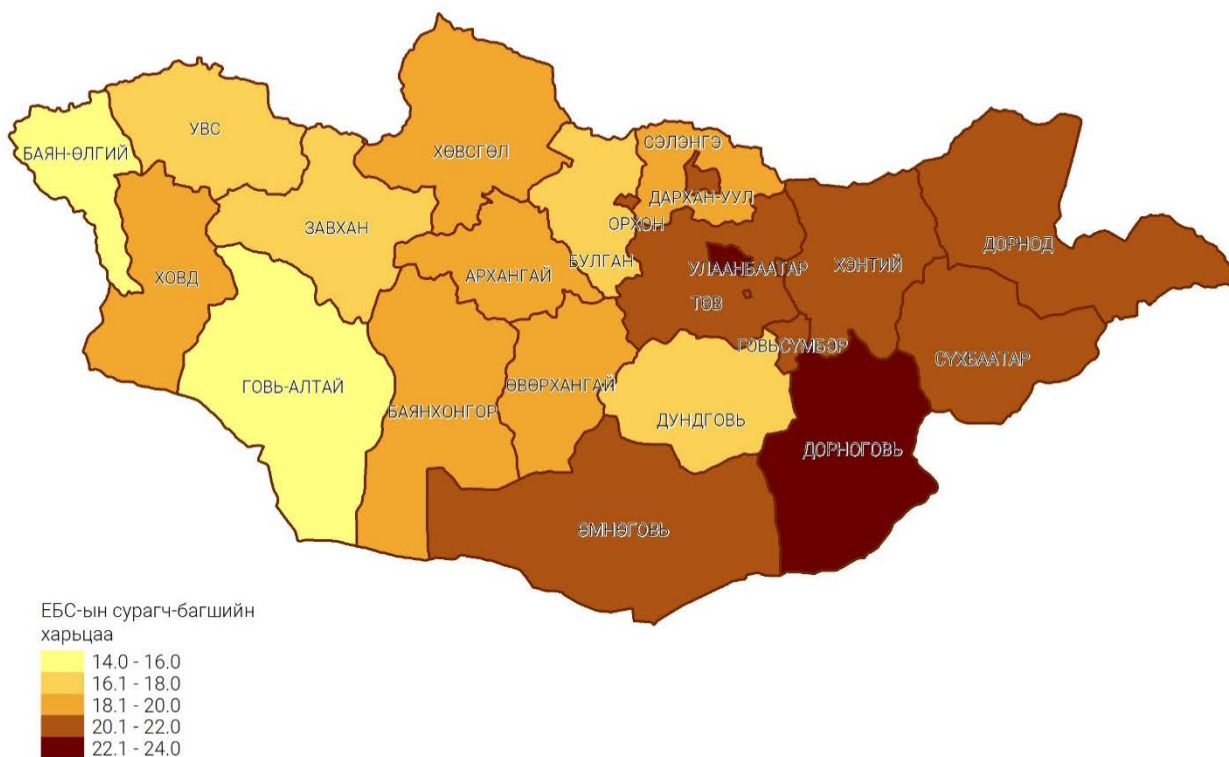 УВС
БАЯН-ӨЛГИЙ
ХӨВСГӨЛ
СЭЛЭНГЭ
ДАРХАН-УУЛ
ОРХОН
ЗАВХАН
ХОВД
АРХАНГАЙ
БУЛГАН
УЛААНБААТАР
ХЭНТИЙ
ДОРНОД
ТӨВ
ГОВЬСҮМБЭР
СҮХБААТАР
ГОВЬ-АЛТАЙ
БАЯНХОНГОР
ӨВӨРХАНГАЙ
ДУНДГОВЬ
ДОРНОГОВЬ
ӨМНӨГОВЬ
ЕБС-ын сурагч-багшийн
харьцаа
14.0 - 16.0
16.1 - 18.0
18.1 - 20.0
20.1 - 22.0
22.1 - 24.0